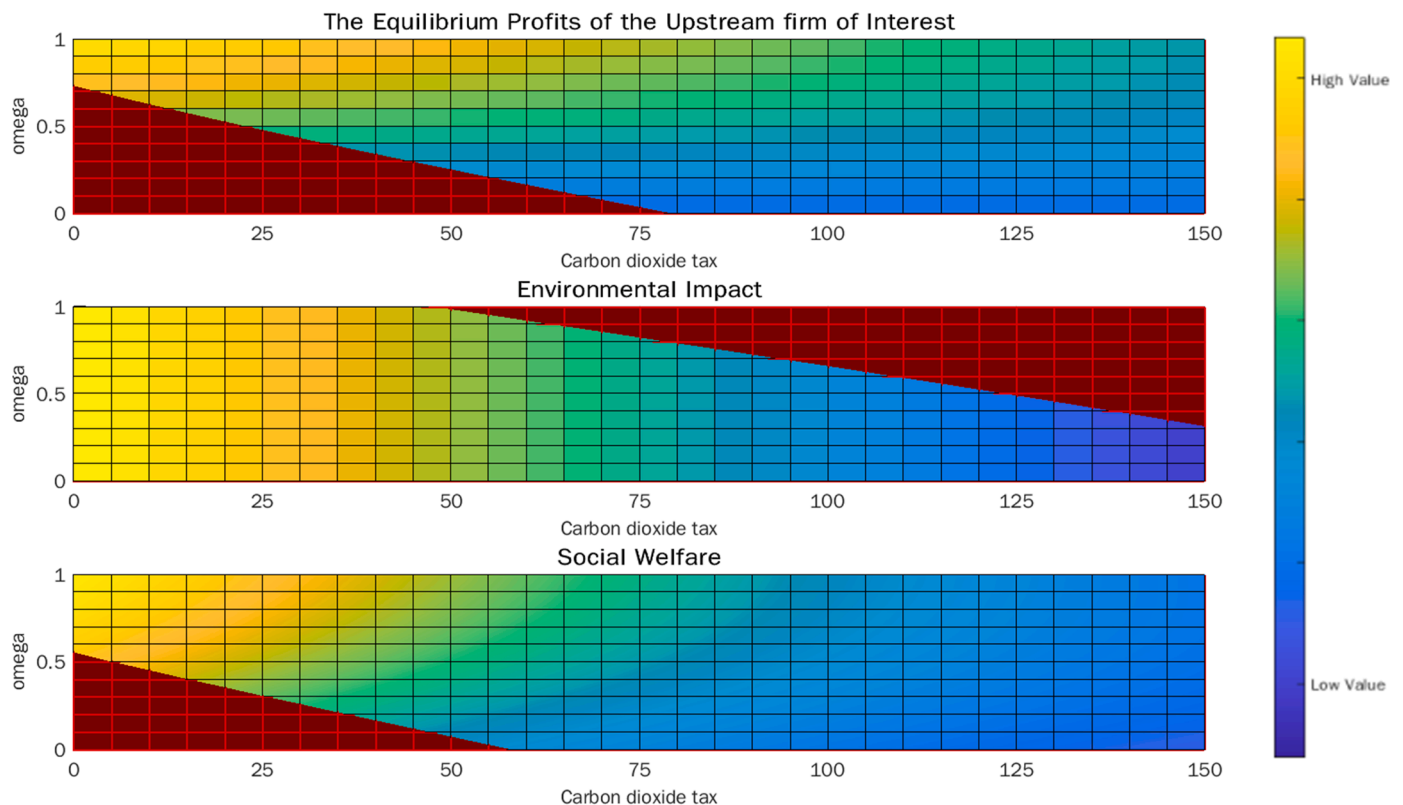 The Equilibrium Profits of the Upstream firm of Interest
1
0.5
0
omega
0 25 50 75 100 125 150
Carbon dioxide tax
Environmental Impact
1
0.5
0
omega
0 25 50 75 100 125 150
Carbon dioxide tax
Social Welfare
1
0.5
0
omega
0 25 50 75 100 125 150
Carbon dioxide tax
High Value
Low Value